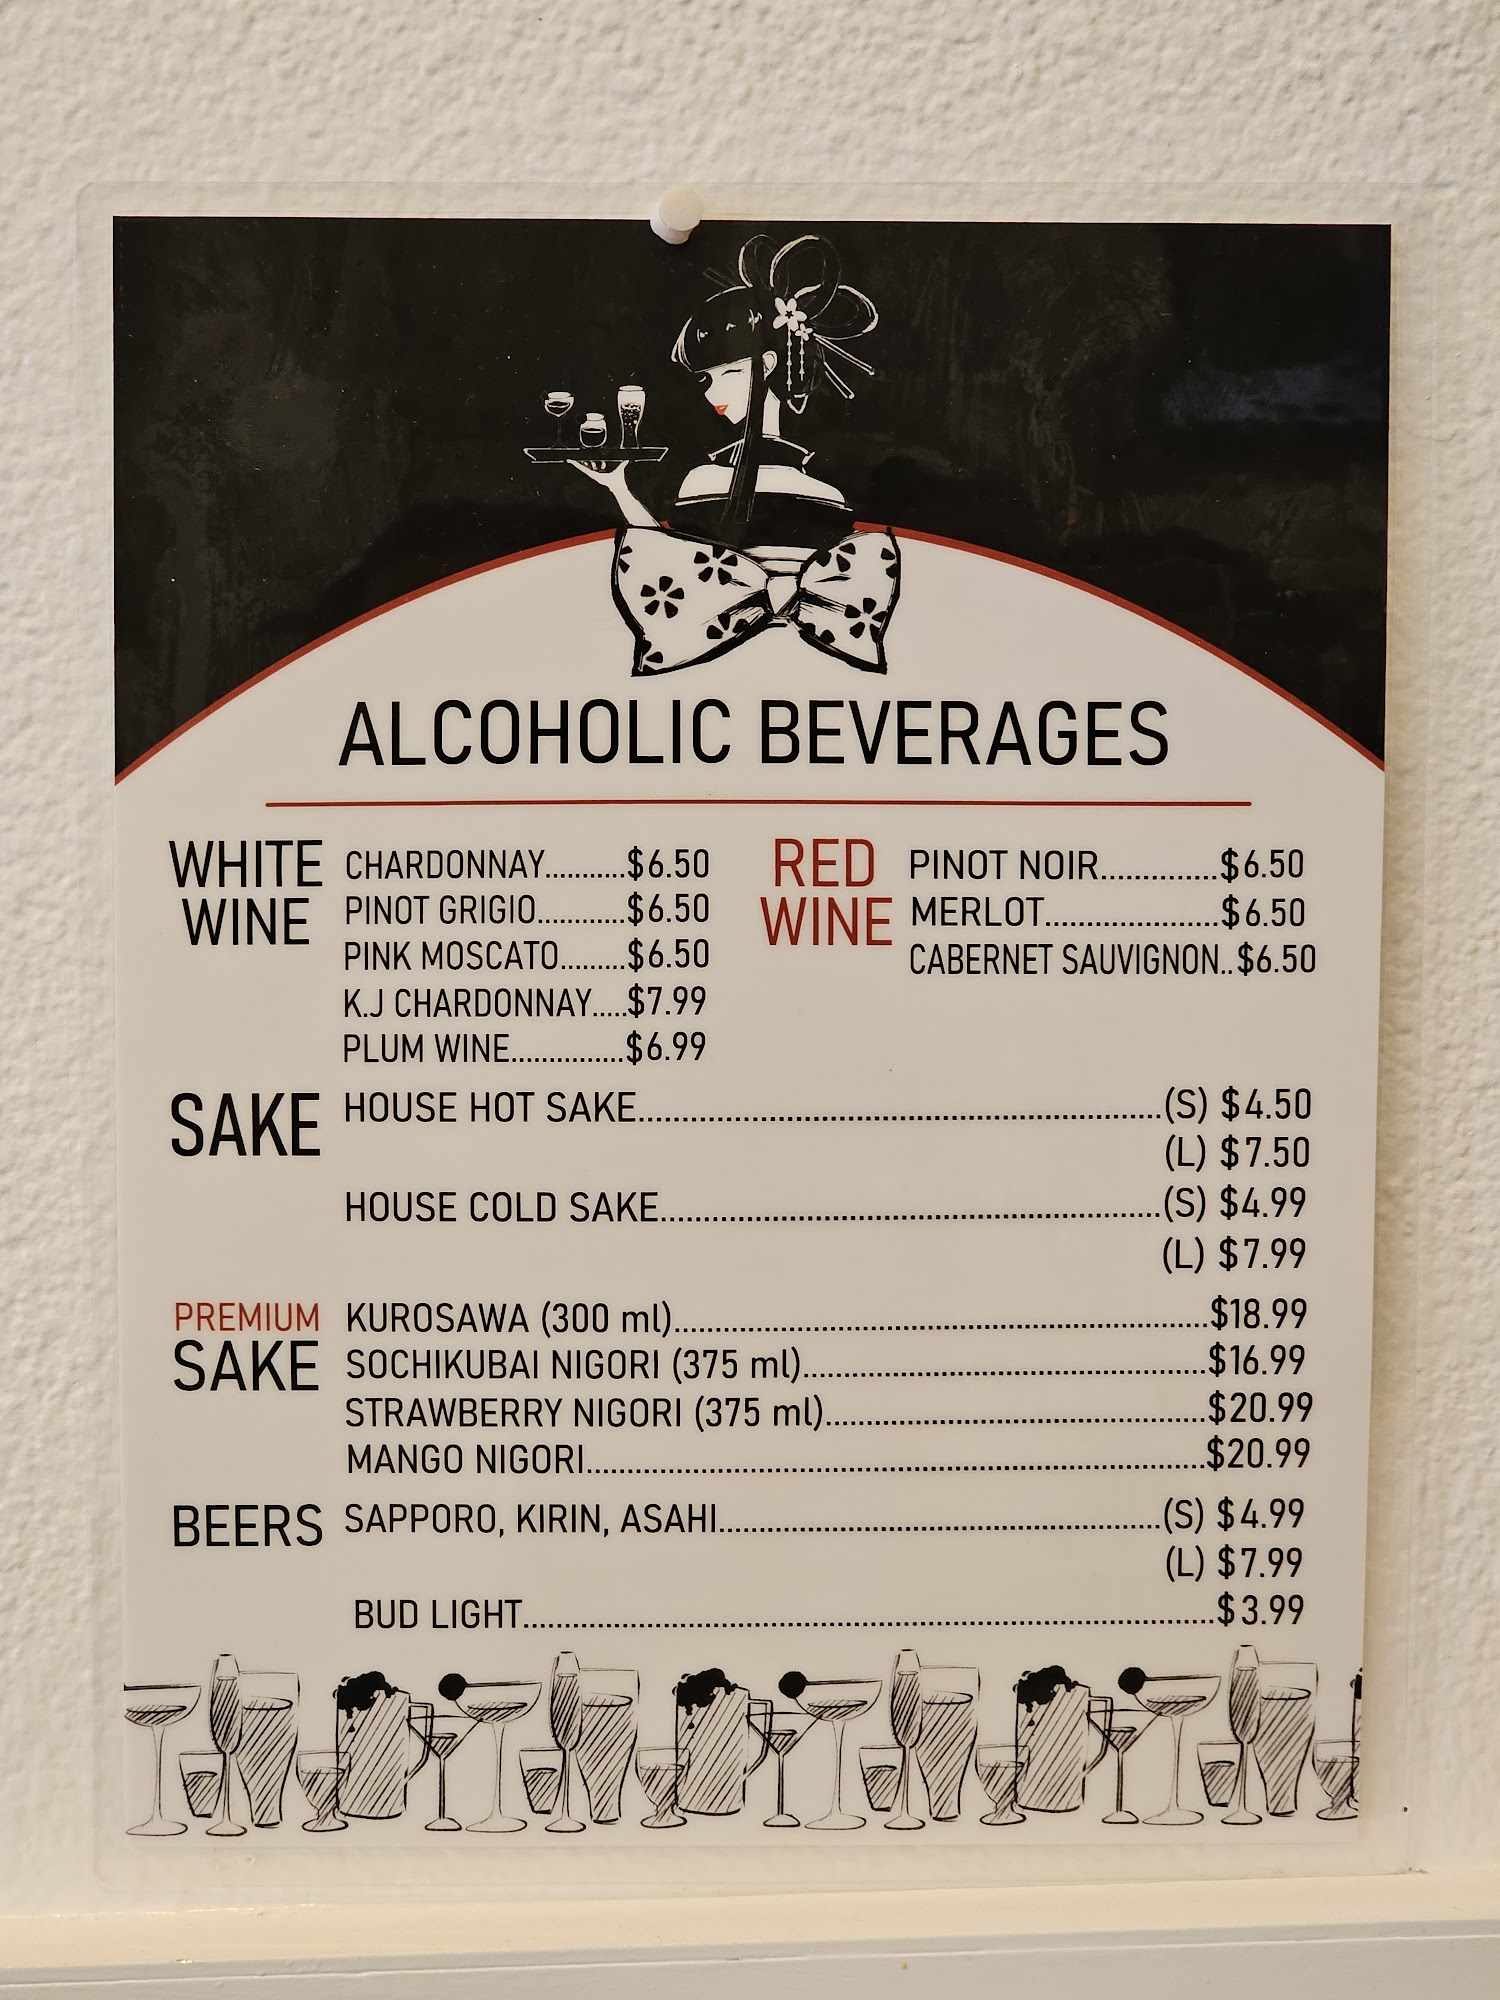 ALCOHOLIC BEVERAGES
WHITE WINE
CHARDONNAY...........$6.50
PINOT GRIGIO............$6.50
PINK MOSCATO.........$6.50
K.J CHARDONNAY.....$7.99
PLUM WINE...............$6.99
RED WINE
PINOT NOIR..............$6.50
MERLOT.....................$6.50
CABERNET SAUVIGNON..$6.50
SAKE
HOUSE HOT SAKE.............................................................(S) $4.50
(L) $7.50
HOUSE COLD SAKE..........................................................(S) $4.99
(L) $7.99
PREMIUM SAKE
KUROSAWA (300 ml)..............................................................$18.99
SOCHIKUBAI NIGORI (375 ml)...............................................$16.99
STRAWBERRY NIGORI (375 ml)............................................$20.99
MANGO NIGORI........................................................................$20.99
BEERS
SAPPORO, KIRIN, ASAHI...................................................(S) $4.99
(L) $7.99
BUD LIGHT................................................................................$3.99